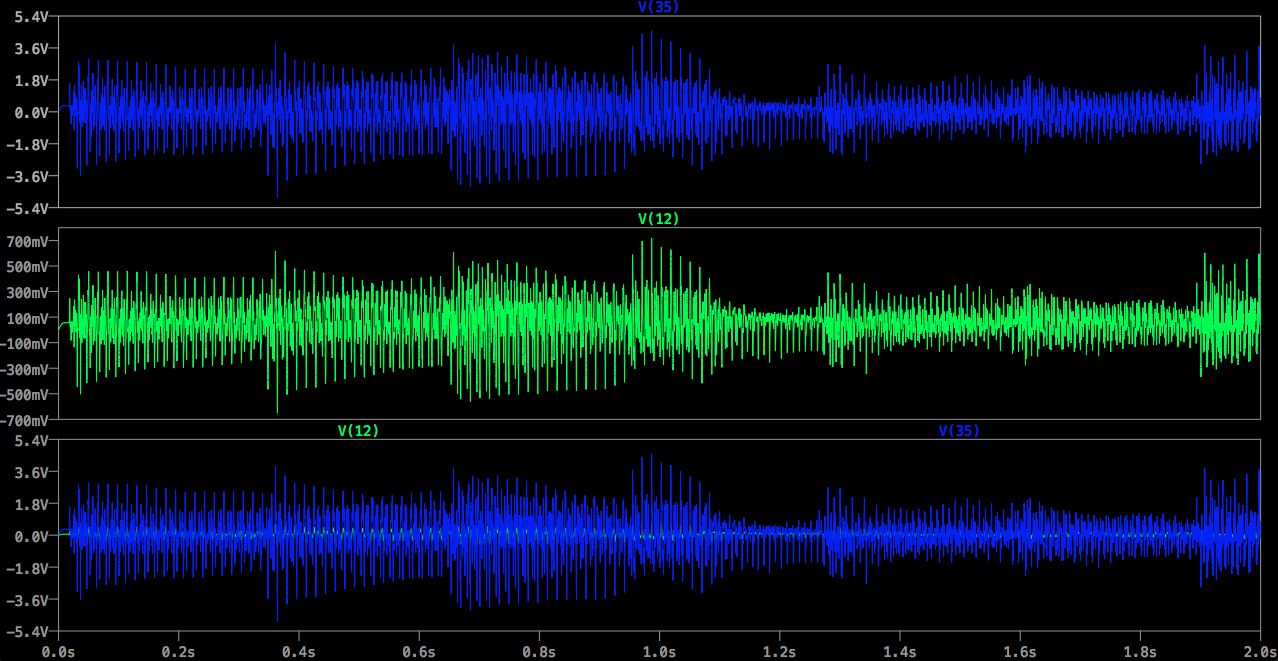 V(35)
5.4V
3.6V
1.8V
0.0V
-1.8V
-3.6V
-5.4V
V(12)
700mV
500mV
300mV
100mV
-100mV
-300mV
-500mV
-700mV
V(12) V(35)
5.4V
3.6V
1.8V
0.0V
-1.8V
-3.6V
-5.4V
0.0s 0.2s 0.4s 0.6s 0.8s 1.0s 1.2s 1.4s 1.6s 1.8s 2.0s